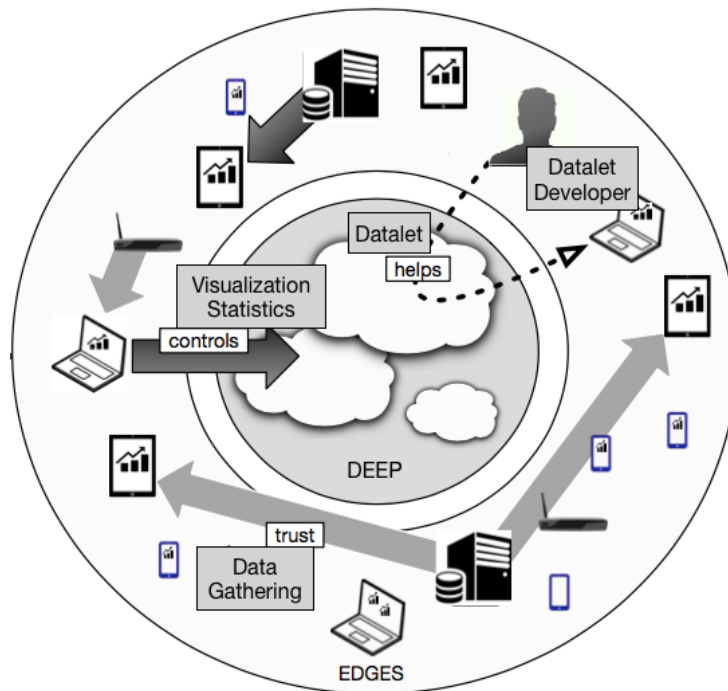 Datalet
Developer
Datalet
helps
Visualization
Statistics
controls
DEEP
trust
Data
Gathering
EDGES